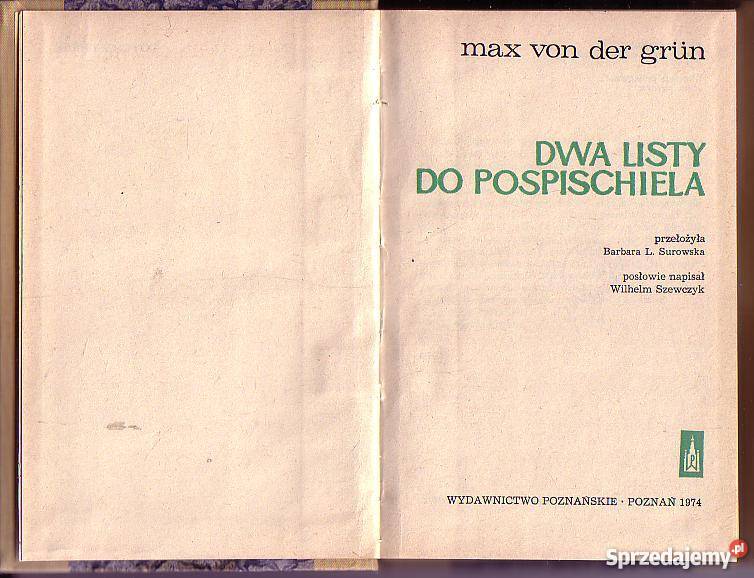 max von der grün
DWA LISTY
DO POSPISCHIELA
przełożyła
Barbara L. Surowska
posłowie napisał
Wilhelm Szewczyk
WYDAWNICTWO POZNAŃSKIE · POZNAŃ 1974
Sprzedajemy.pl